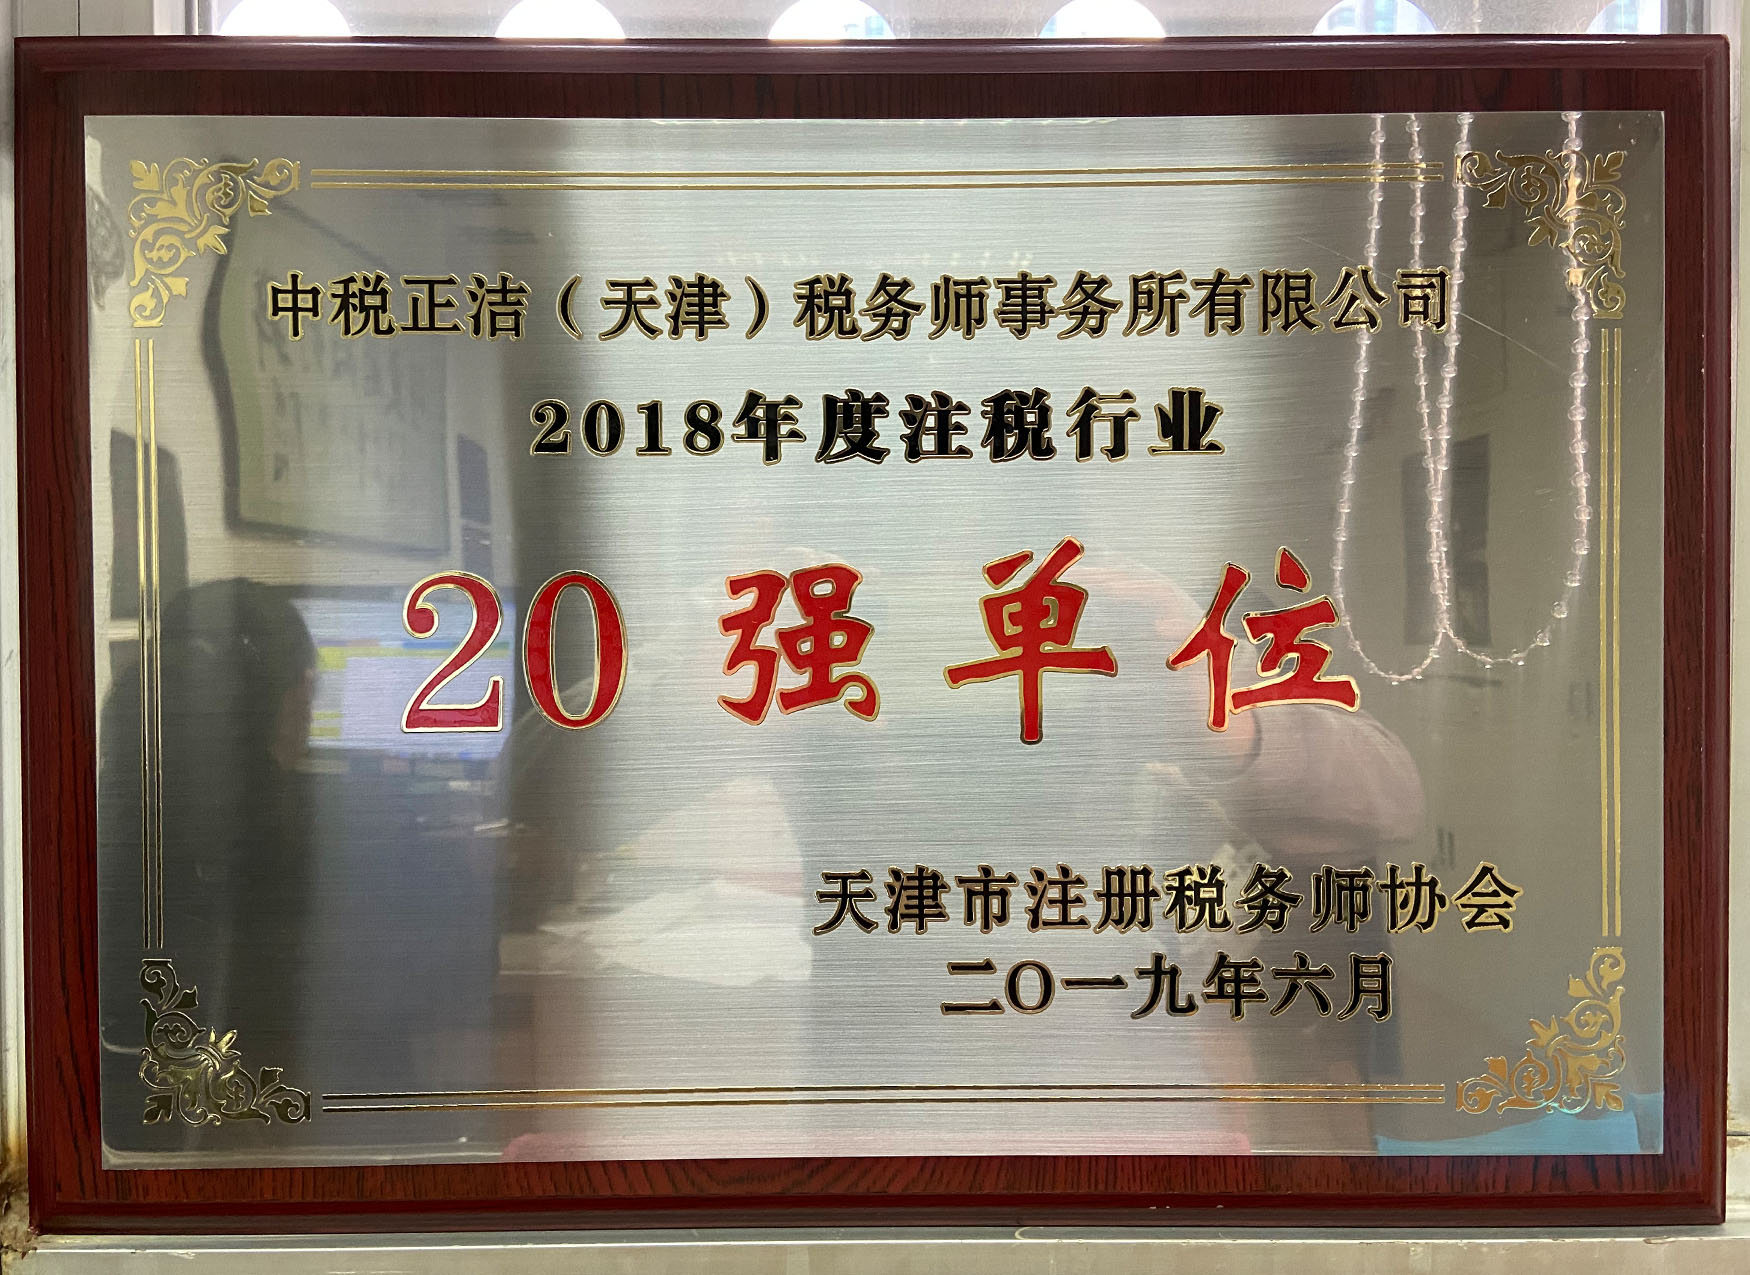 中税正洁（天津）税务师事务所有限公司
2018年度注税行业
20强单位
天津市注册税务师协会
二〇一九年六月